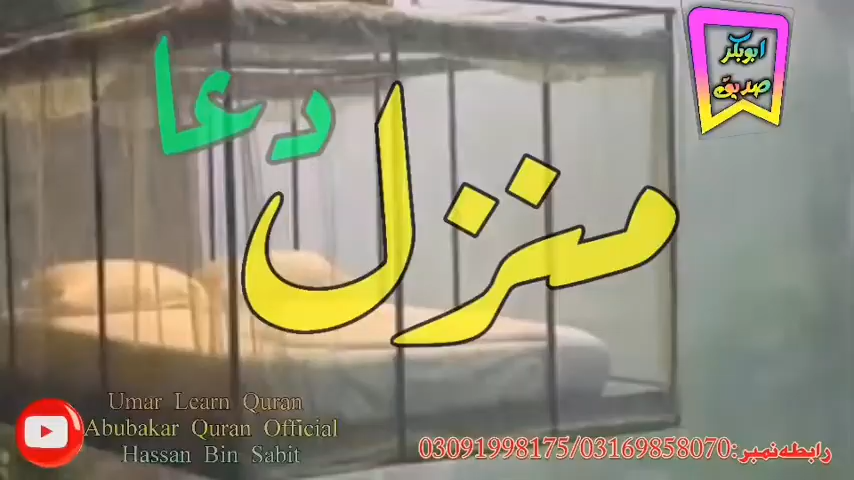 ابوبکر
صدیق
دعا
منزل
Umar Learn Quran
Abubakar Quran Official
Hassan Bin Sabit
رابطہ نمبر:03091998175/03169858070